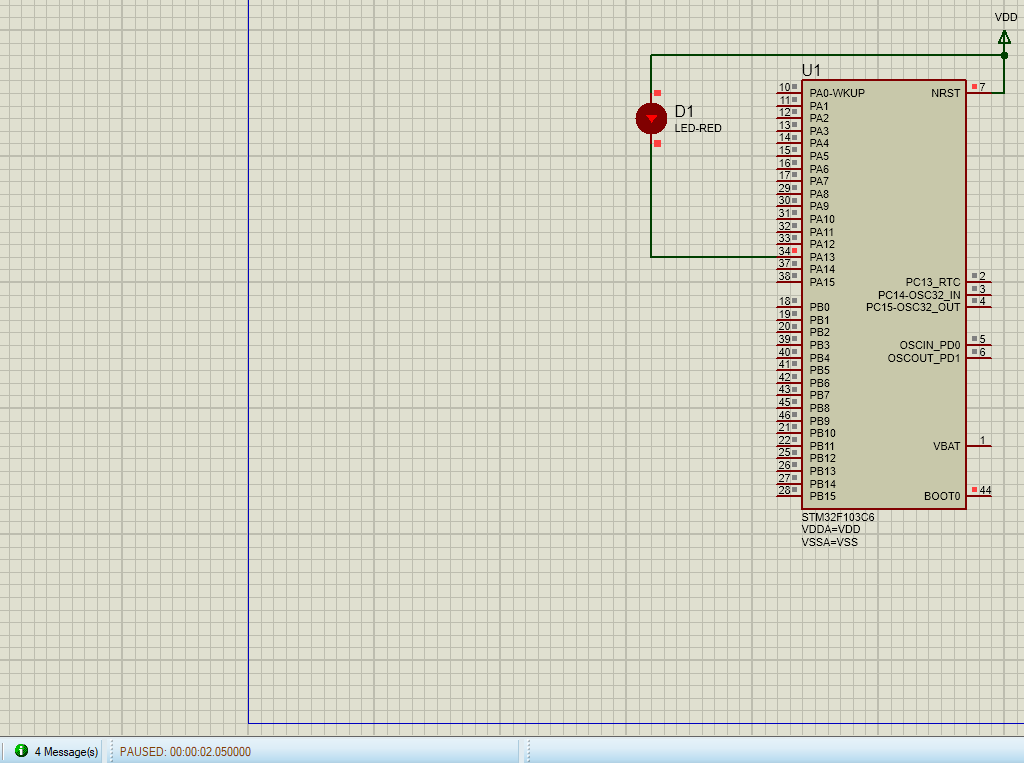 VDD
U1
10 PA0-WKUP NRST 7
11 PA1
12 PA2
D1
LED-RED
13 PA3
14 PA4
15 PA5
16 PA6
17 PA7
29 PA8
30 PA9
31 PA10
32 PA11
33 PA12
34 PA13
37 PA14
38 PA15 PC13_RTC 2
PC14-OSC32_IN 3
18 PB0 PC15-OSC32_OUT 4
19 PB1
20 PB2
39 PB3 OSCIN_PD0 5
40 PB4 OSCOUT_PD1 6
41 PB5
42 PB6
43 PB7
45 PB8
46 PB9
21 PB10
22 PB11 VBAT 1
25 PB12
26 PB13
27 PB14
28 PB15 BOOT0 44
STM32F103C6
VDDA=VDD
VSSA=VSS
4 Message(s) PAUSED: 00:00:02.050000